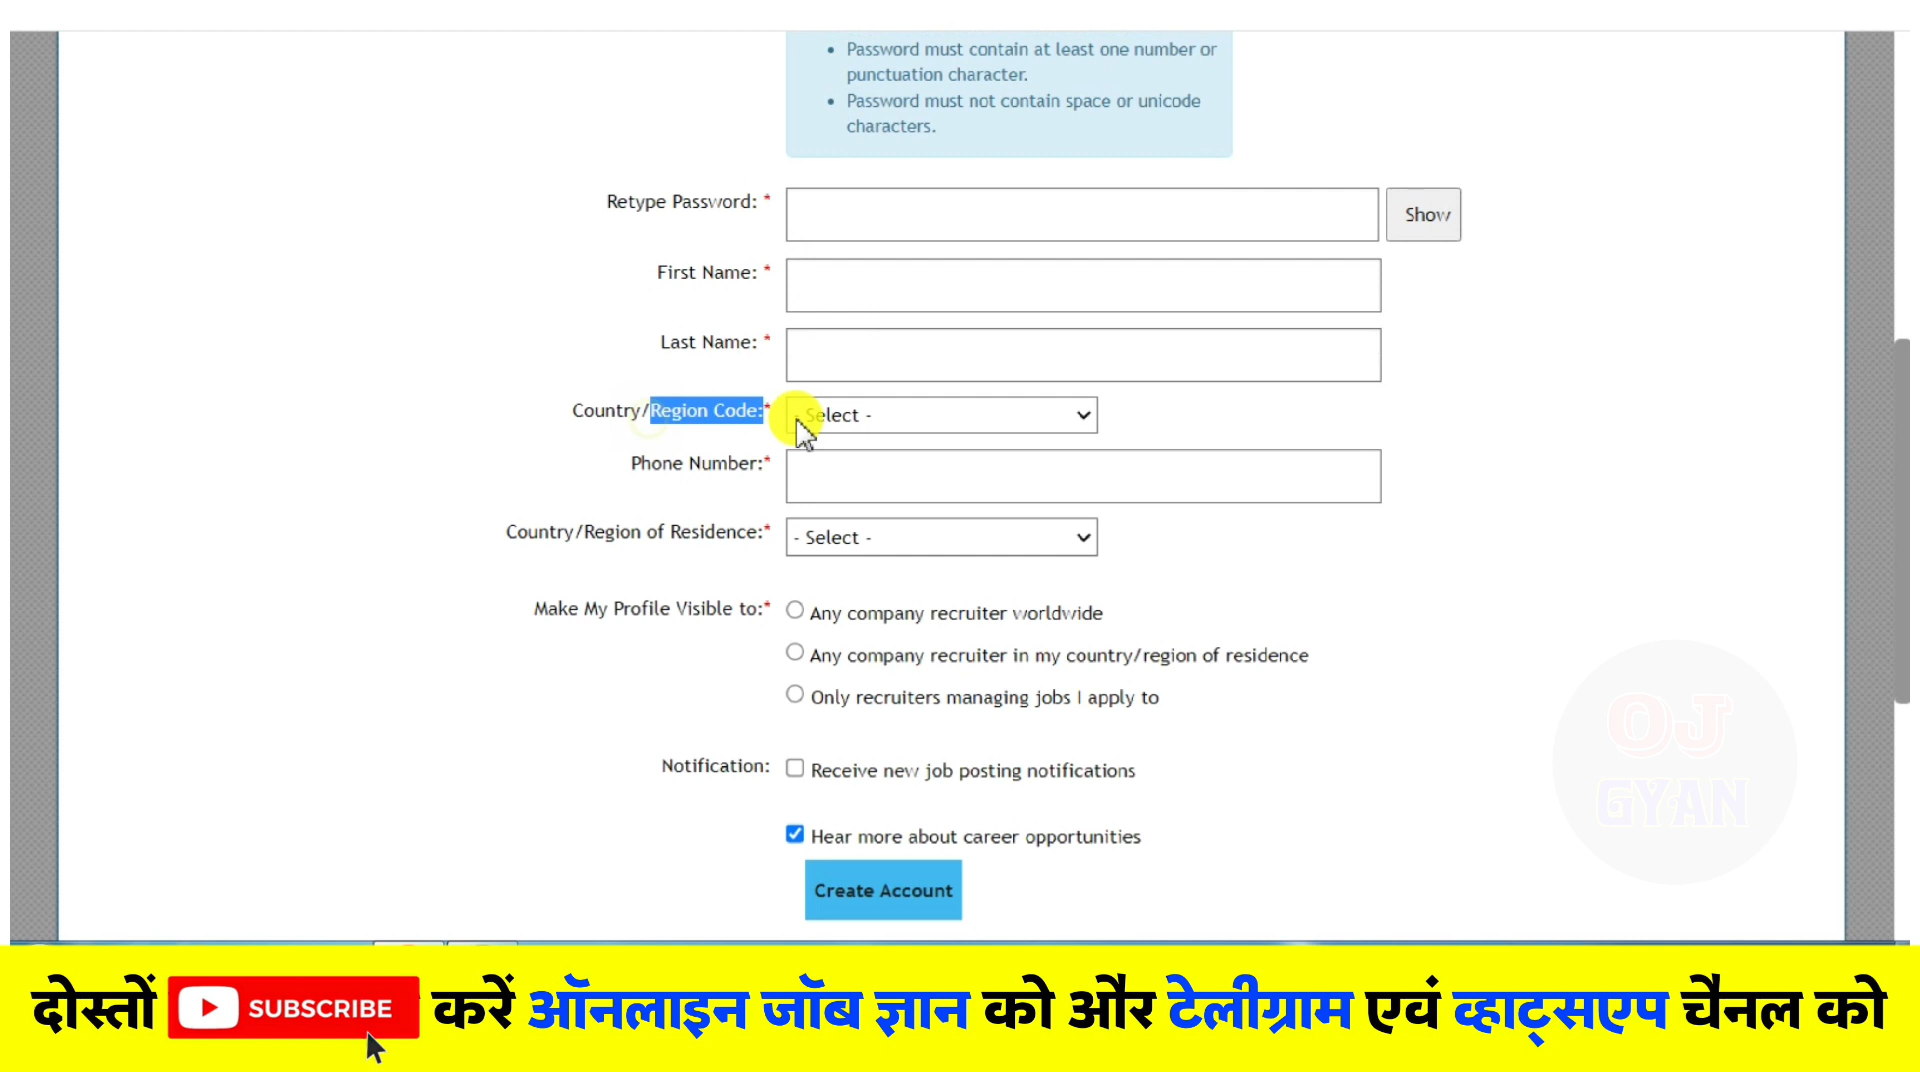 • Password must contain at least one number or
punctuation character.
• Password must not contain space or unicode
characters.
Retype Password: * Show
First Name: *
Last Name: *
Country/Region Code:* - Select -
Phone Number:*
Country/Region of Residence:* - Select -
Make My Profile Visible to:* Any company recruiter worldwide
Any company recruiter in my country/region of residence
Only recruiters managing jobs I apply to
Notification: Receive new job posting notifications
Hear more about career opportunities
Create Account
OJ
GYAN
दोस्तों SUBSCRIBE करें ऑनलाइन जॉब ज्ञान को और टेलीग्राम एवं व्हाट्सएप चैनल को